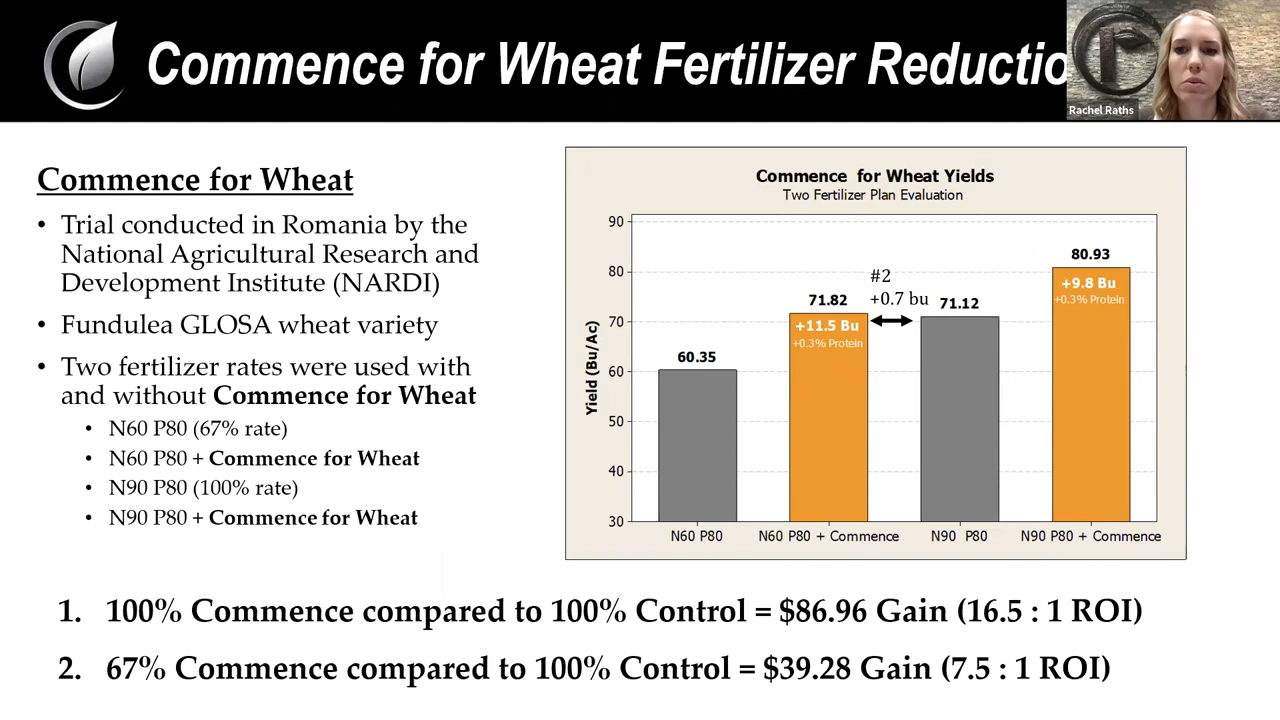 Commence for Wheat Fertilizer Reductio
Rachel Raths
Commence for Wheat
• Trial conducted in Romania by the
National Agricultural Research and
Development Institute (NARDI)
• Fundulea GLOSA wheat variety
• Two fertilizer rates were used with
and without Commence for Wheat
• N60 P80 (67% rate)
• N60 P80 + Commence for Wheat
• N90 P80 (100% rate)
• N90 P80 + Commence for Wheat
Commence for Wheat Yields
Two Fertilizer Plan Evaluation
Yield (Bu/Ac)
90
80
70
60
50
40
30
60.35
71.82
+11.5 Bu
+0.3% Protein
#2
+0.7 bu
71.12
80.93
+9.8 Bu
+0.3% Protein
N60 P80
N60 P80 + Commence
N90 P80
N90 P80 + Commence
1. 100% Commence compared to 100% Control = $86.96 Gain (16.5 : 1 ROI)
2. 67% Commence compared to 100% Control = $39.28 Gain (7.5 : 1 ROI)